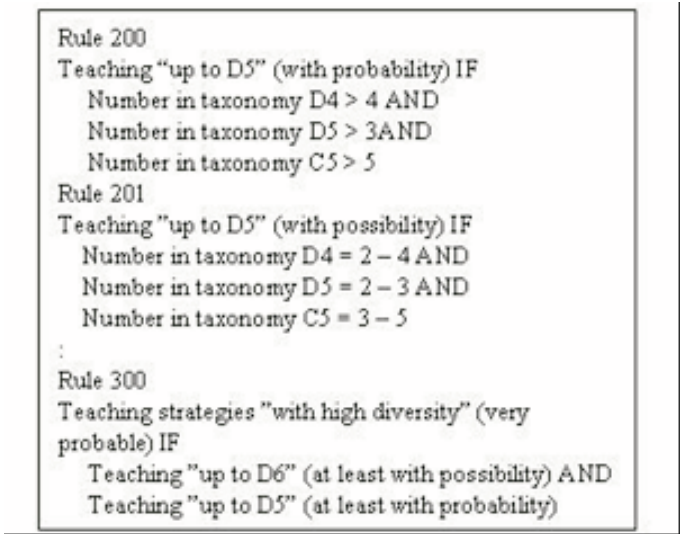 Rule 200
Teaching “up to D5” (with probability) IF
Number in taxonomy D4 > 4 AND
Number in taxonomy D5 > 3AND
Number in taxonomy C5 > 5
Rule 201
Teaching ”up to D5” (with possibility) IF
Number in taxonomy D4 = 2 – 4 AND
Number in taxonomy D5 = 2 – 3 AND
Number in taxonomy C5 = 3 – 5
:
Rule 300
Teaching strategies ”with high diversity” (very
probable) IF
Teaching ”up to D6” (at least with possibility) AND
Teaching ”up to D5” (at least with probability)